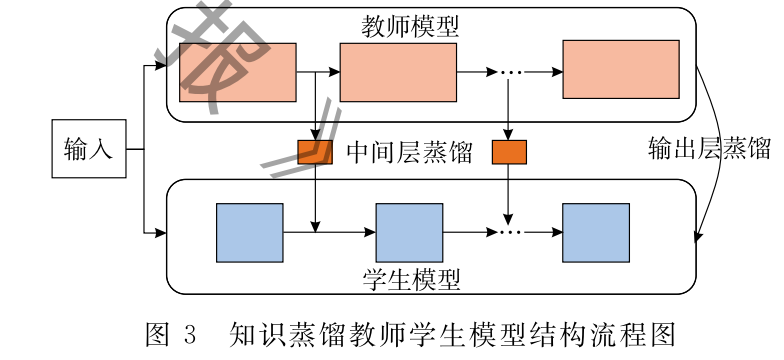 教师模型
报
…
输入
中间层蒸馏
输出层蒸馏
》
…
学生模型
图 3 知识蒸馏教师学生模型结构流程图